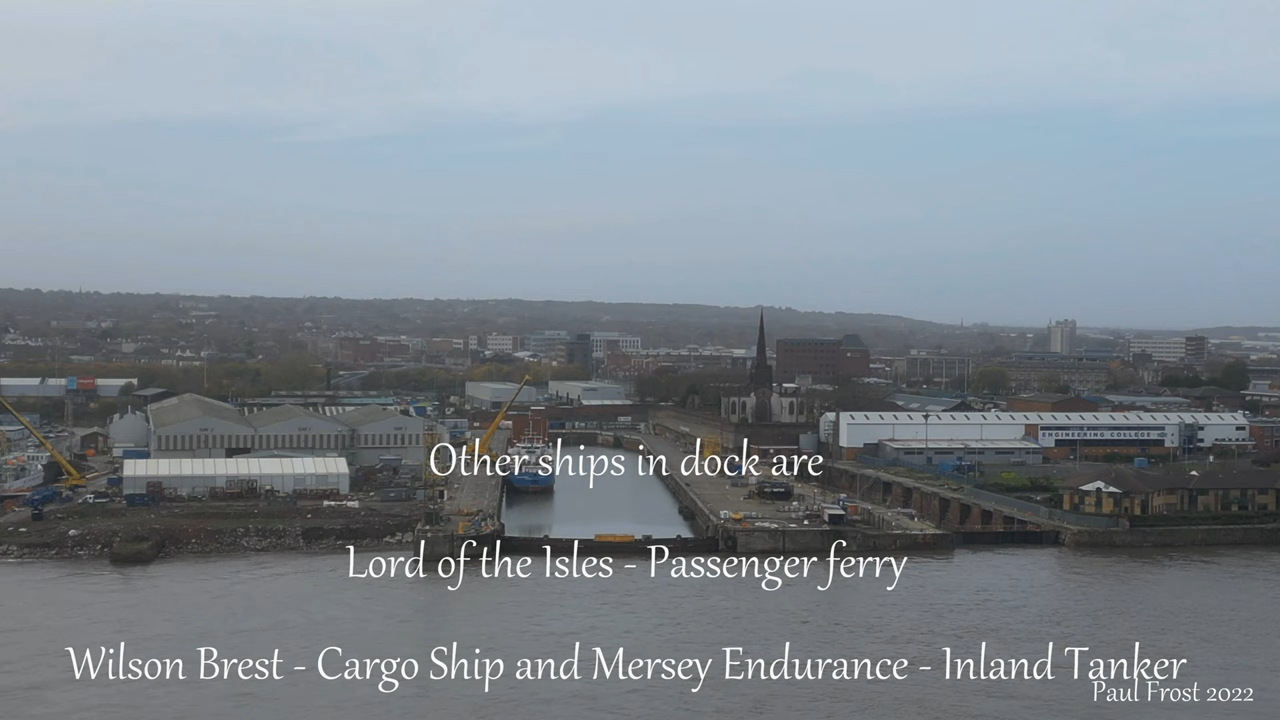 ENGINEERING COLLEGE
Other ships in dock are
Lord of the Isles - Passenger ferry
Wilson Brest - Cargo Ship and Mersey Endurance - Inland Tanker
Paul Frost 2022